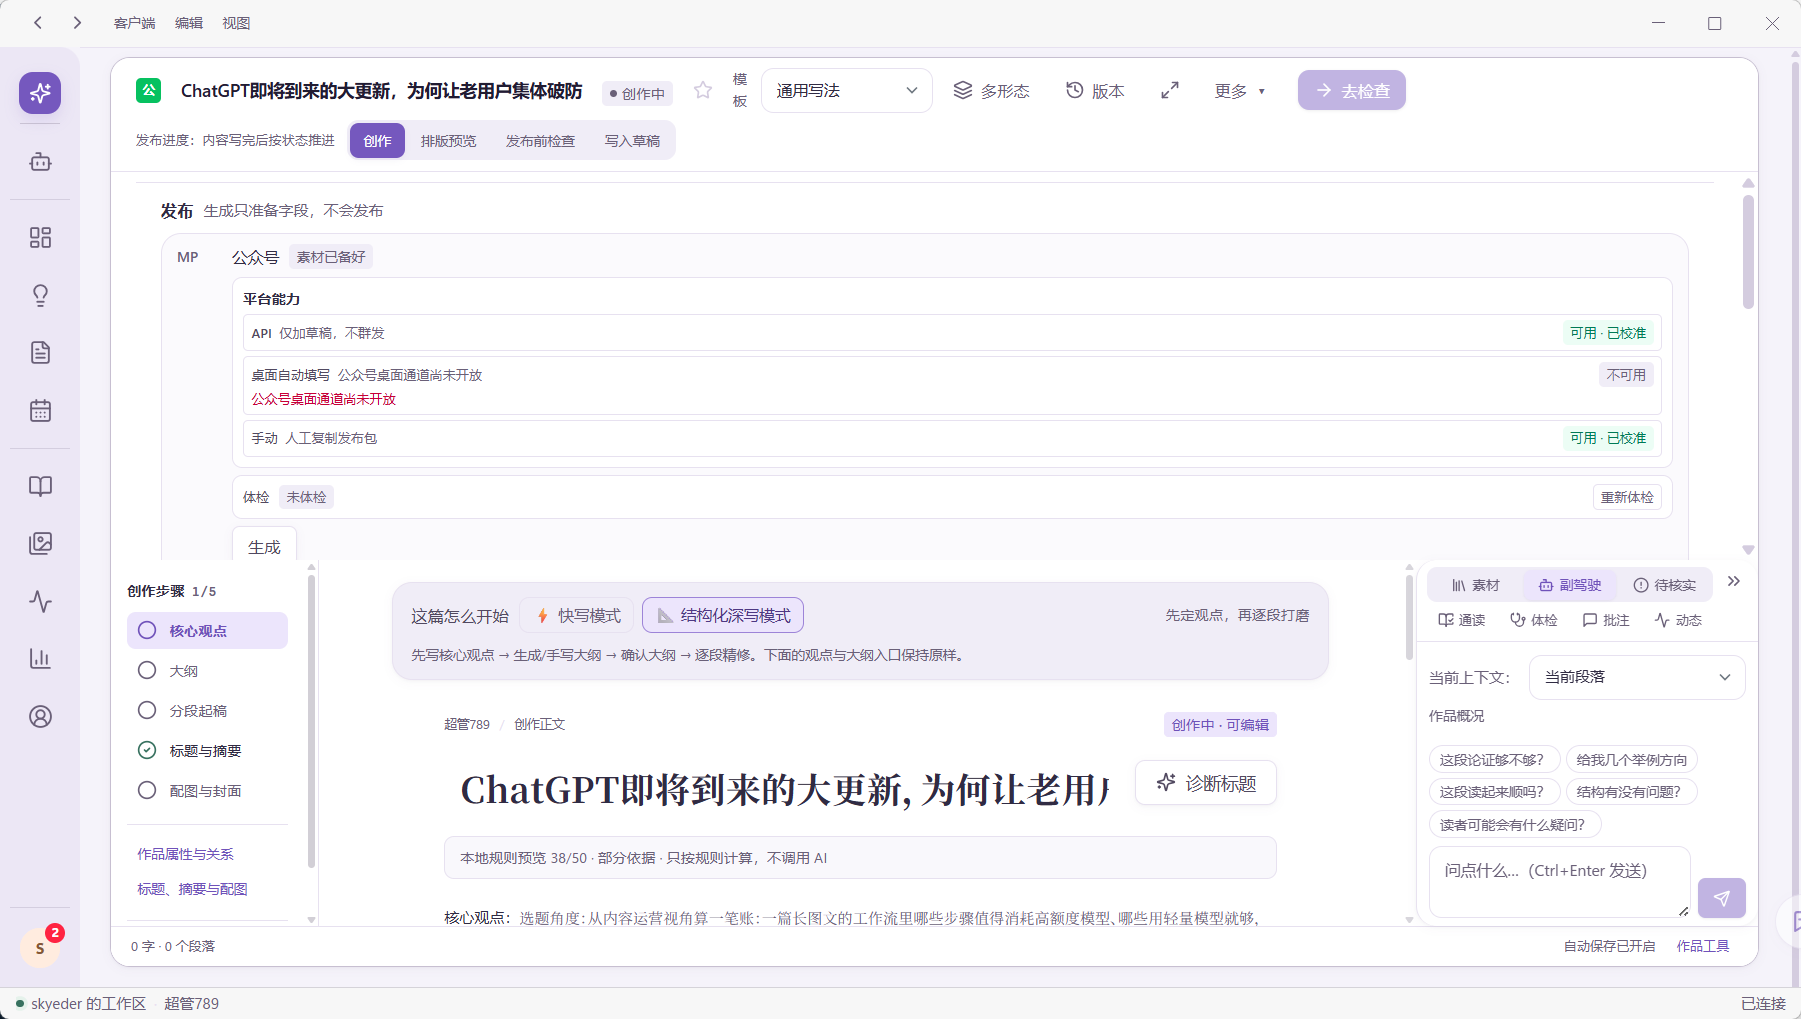 客户端 编辑 视图
公 ChatGPT即将到来的大更新，为何让老用户集体破防 创作中 模板 通用写法 多形态 版本 更多 去检查
发布进度：内容写完后按状态推进 创作 排版预览 发布前检查 写入草稿
发布 生成只准备字段，不会发布
MP 公众号 素材已备好
平台能力
API 仅加草稿，不群发 可用 · 已校准
桌面自动填写 公众号桌面通道尚未开放 不可用
公众号桌面通道尚未开放
手动 人工复制发布包 可用 · 已校准
体检 未体检 重新体检
生成
创作步骤 1/5
核心观点
大纲
分段起稿
标题与摘要
配图与封面
作品属性与关系
标题、摘要与配图
这篇怎么开始 快写模式 结构化深写模式 先定观点，再逐段打磨
先写核心观点 → 生成/手写大纲 → 确认大纲 → 逐段精修。下面的观点与大纲入口保持原样。
超管789 / 创作正文 创作中 · 可编辑
ChatGPT即将到来的大更新，为何让老用 诊断标题
本地规则预览 38/50 · 部分依据 · 只按规则计算，不调用 AI
核心观点：选题角度：从内容运营视角算一笔账：一篇长图文的工作流里哪些步骤值得消耗高额度模型、哪些用轻量模型就够，
素材 副驾驶 待核实
通读 体检 批注 动态
当前上下文： 当前段落
作品概况
这段论证够不够？ 给我几个举例方向
这段读起来顺吗？ 结构有没有问题？
读者可能会有什么疑问？
问点什么…（Ctrl+Enter 发送）
0 字 · 0 个段落 自动保存已开启 作品工具
S 2
skyeder 的工作区 · 超管789 已连接